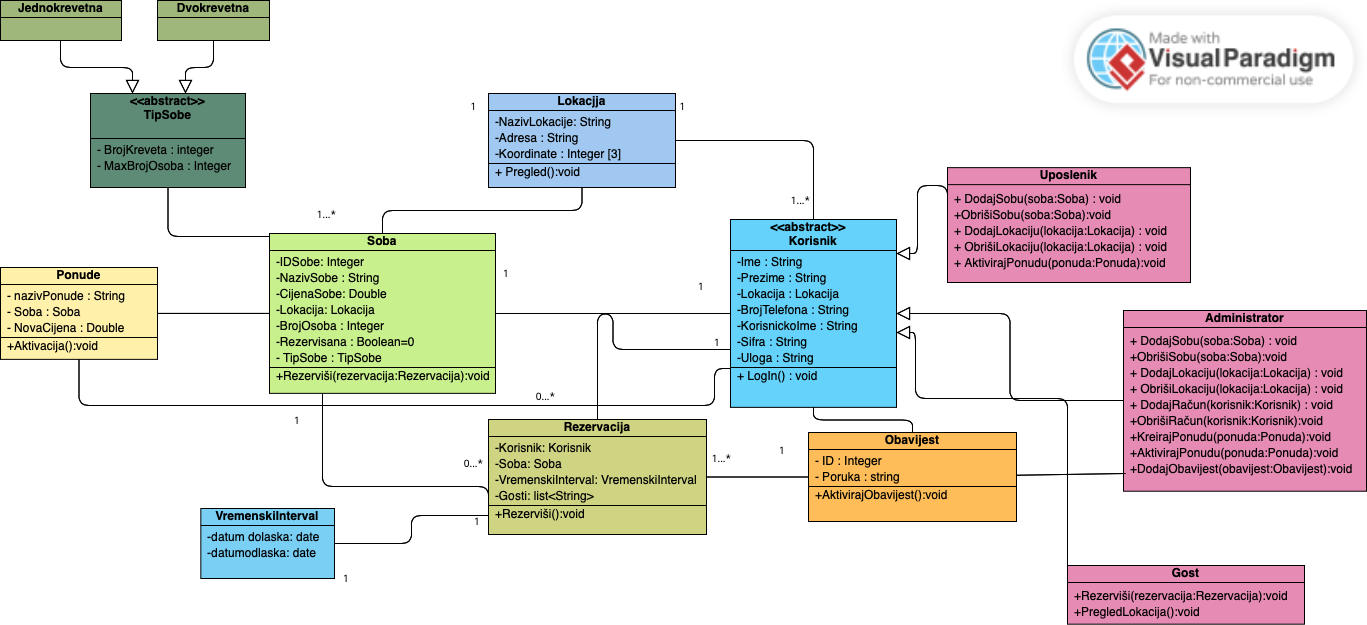 Jednokrevetna
Dvokrevetna
Made with
Visual Paradigm
For non-commercial use
<<abstract>>
TipSobe
- BrojKreveta : integer
- MaxBrojOsoba : Integer
1
Lokacjja
-NazivLokacije: String
-Adresa : String
-Koordinate : Integer [3]
+ Pregled():void
1
1...*
1...*
Uposlenik
+ DodajSobu(soba:Soba) : void
+ObrišiSobu(soba:Soba):void
+ DodajLokaciju(lokacija:Lokacija) : void
+ ObrišiLokaciju(lokacija:Lokacija) : void
+ AktivirajPonudu(ponuda:Ponuda):void
Soba
-IDSobe: Integer
-NazivSobe : String
-CijenaSobe: Double
-Lokacija: Lokacija
-BrojOsoba : Integer
-Rezervisana : Boolean=0
- TipSobe : TipSobe
+Rezerviši(rezervacija:Rezervacija):void
<<abstract>>
Korisnik
-Ime : String
-Prezime : String
-Lokacija : Lokacija
-BrojTelefona : String
-KorisnickoIme : String
-Sifra : String
-Uloga : String
+ LogIn() : void
Ponude
- nazivPonude : String
- Soba : Soba
- NovaCijena : Double
+Aktivacija():void
1
1
1
0...*
1
Administrator
+ DodajSobu(soba:Soba) : void
+ObrišiSobu(soba:Soba):void
+ DodajLokaciju(lokacija:Lokacija) : void
+ ObrišiLokaciju(lokacija:Lokacija) : void
+ DodajRačun(korisnik:Korisnik) : void
+ObrišiRačun(korisnik:Korisnik):void
+KreirajPonudu(ponuda:Ponuda):void
+AktivirajPonudu(ponuda:Ponuda):void
+DodajObavijest(obavijest:Obavijest):void
Rezervacija
-Korisnik: Korisnik
-Soba: Soba
-VremenskiInterval: VremenskiInterval
-Gosti: list<String>
+Rezerviši():void
0...*
1
1...*
1
Obavijest
- ID : Integer
- Poruka : string
+AktivirajObavijest():void
VremenskiInterval
-datum dolaska: date
-datumodlaska: date
1
Gost
+Rezerviši(rezervacija:Rezervacija):void
+PregledLokacija():void